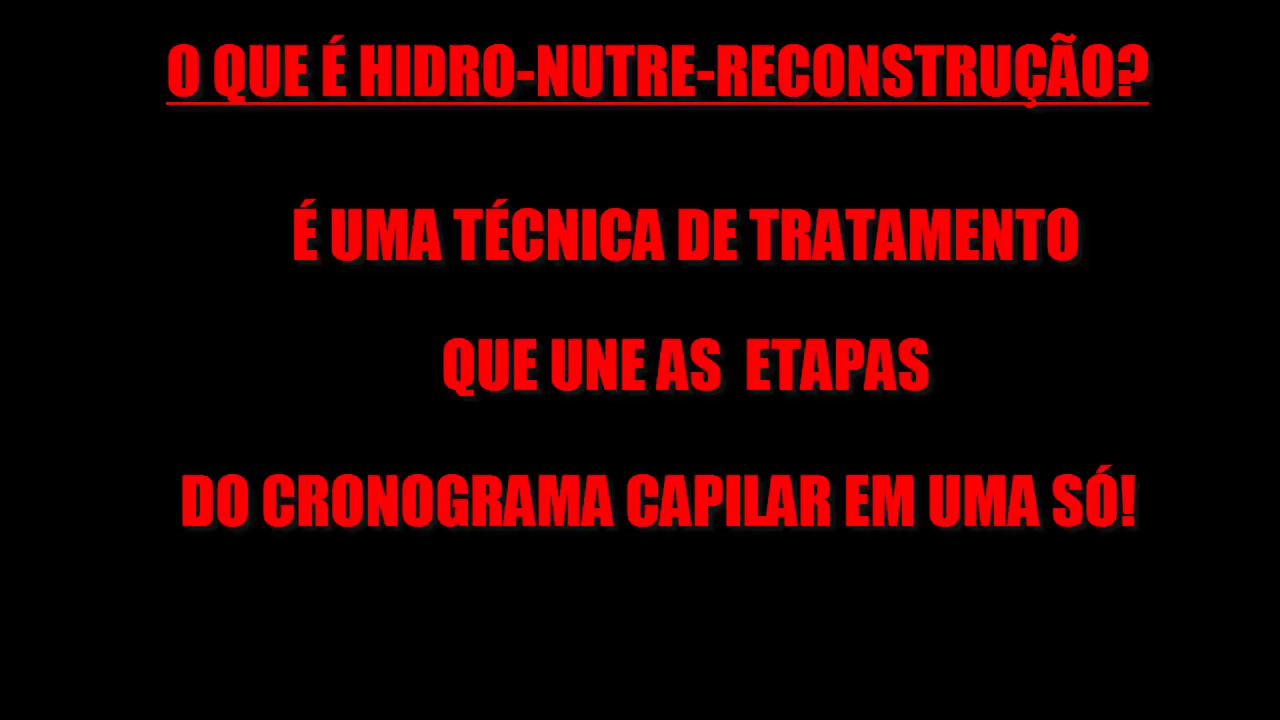 O QUE É HIDRO-NUTRE-RECONSTRUÇÃO?
É UMA TÉCNICA DE TRATAMENTO
QUE UNE AS ETAPAS
DO CRONOGRAMA CAPILAR EM UMA SÓ!